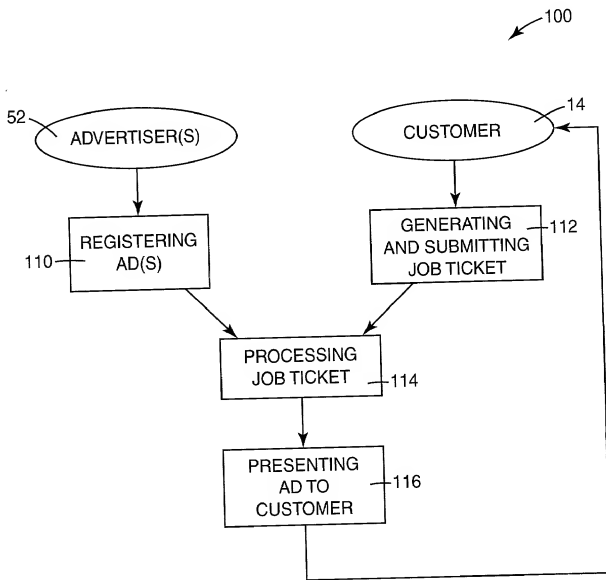 100
52
ADVERTISER(S)
14
CUSTOMER
REGISTERING
AD(S)
110
GENERATING
AND SUBMITTING
JOB TICKET
112
PROCESSING
JOB TICKET
114
PRESENTING
AD TO
CUSTOMER
116